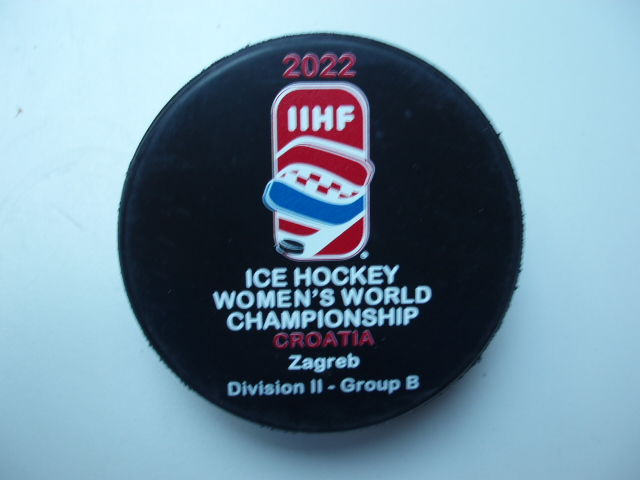 2022
IIHF
®
ICE HOCKEY
WOMEN'S WORLD
CHAMPIONSHIP
CROATIA
Zagreb
Division II - Group B